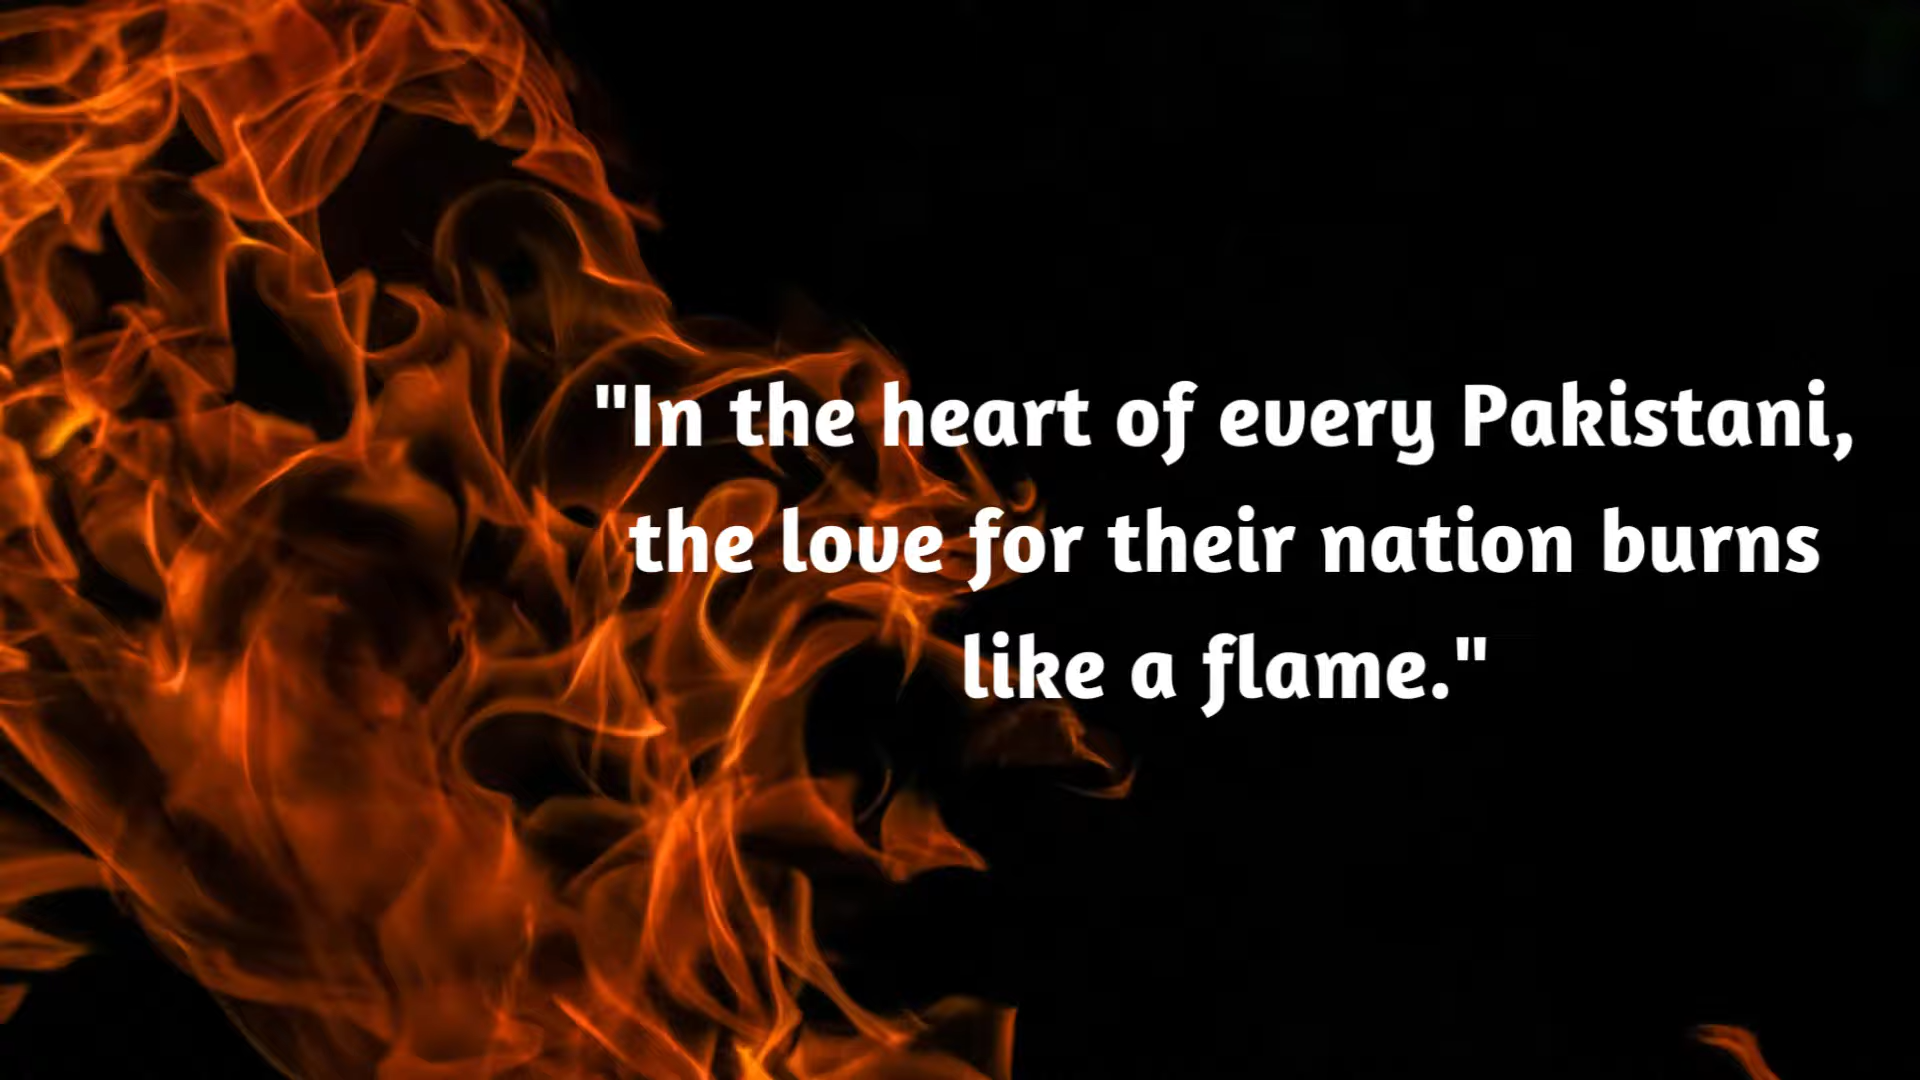 "In the heart of every Pakistani,
the love for their nation burns
like a flame."